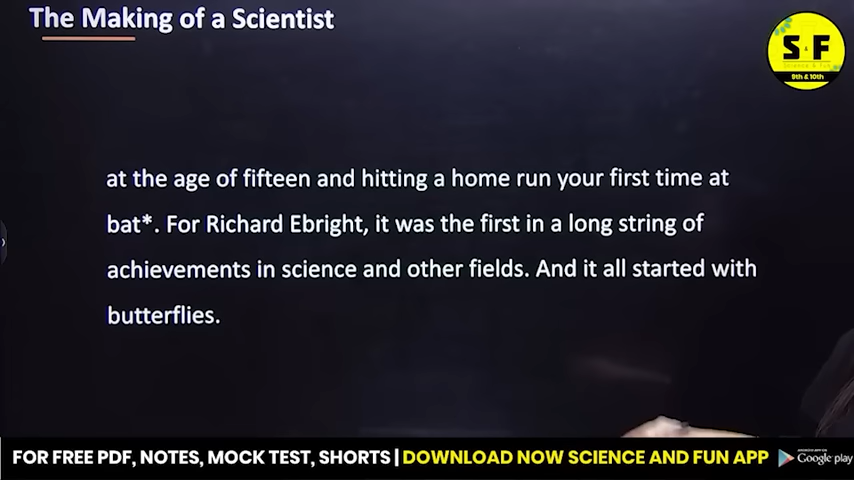 The Making of a Scientist
S & F
Science & Fun
9th & 10th
at the age of fifteen and hitting a home run your first time at
bat*. For Richard Ebright, it was the first in a long string of
achievements in science and other fields. And it all started with
butterflies.
FOR FREE PDF, NOTES, MOCK TEST, SHORTS | DOWNLOAD NOW SCIENCE AND FUN APP
Google play